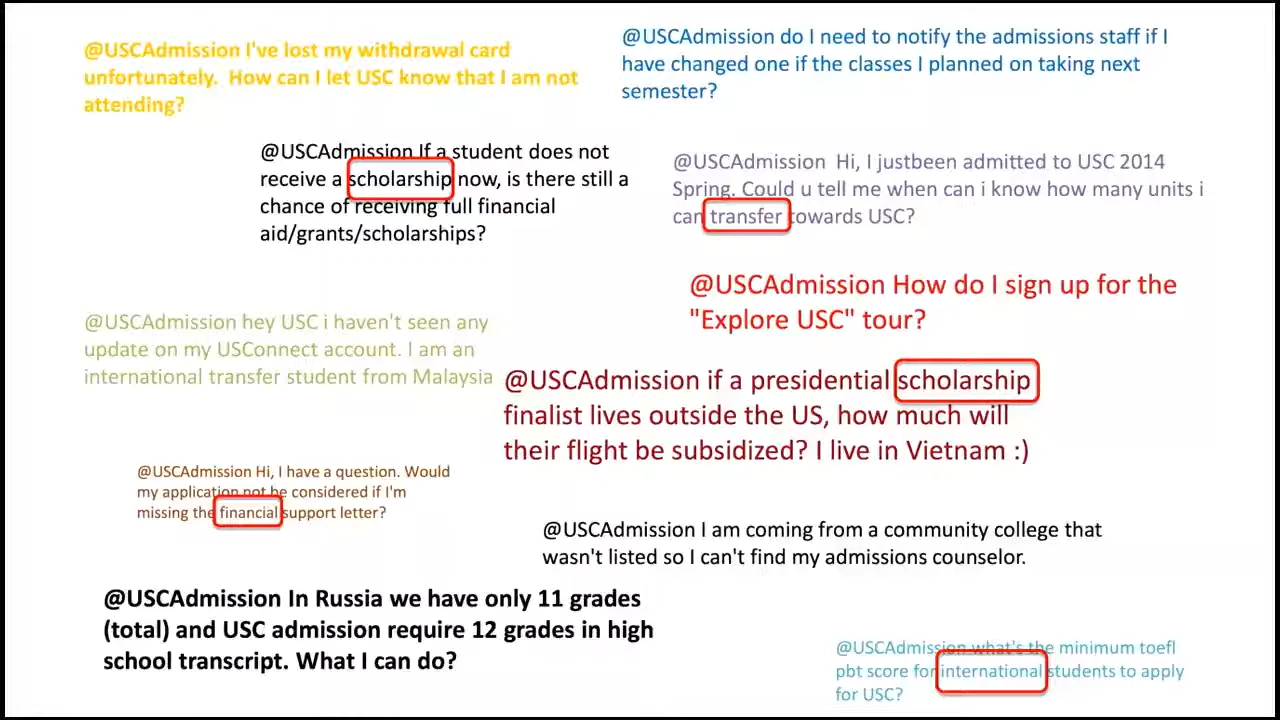 @USCAdmission I've lost my withdrawal card
unfortunately.  How can I let USC know that I am not
attending?
@USCAdmission do I need to notify the admissions staff if I
have changed one if the classes I planned on taking next
semester?
@USCAdmission If a student does not
receive a scholarship now, is there still a
chance of receiving full financial
aid/grants/scholarships?
@USCAdmission  Hi, I justbeen admitted to USC 2014
Spring. Could u tell me when can i know how many units i
can transfer towards USC?
@USCAdmission How do I sign up for the
"Explore USC" tour?
@USCAdmission hey USC i haven't seen any
update on my USConnect account. I am an
international transfer student from Malaysia
@USCAdmission if a presidential scholarship
finalist lives outside the US, how much will
their flight be subsidized? I live in Vietnam :)
@USCAdmission Hi, I have a question. Would
my application not be considered if I'm
missing the financial support letter?
@USCAdmission I am coming from a community college that
wasn't listed so I can't find my admissions counselor.
@USCAdmission In Russia we have only 11 grades
(total) and USC admission require 12 grades in high
school transcript. What I can do?
@USCAdmission what's the minimum toefl
pbt score for international students to apply
for USC?